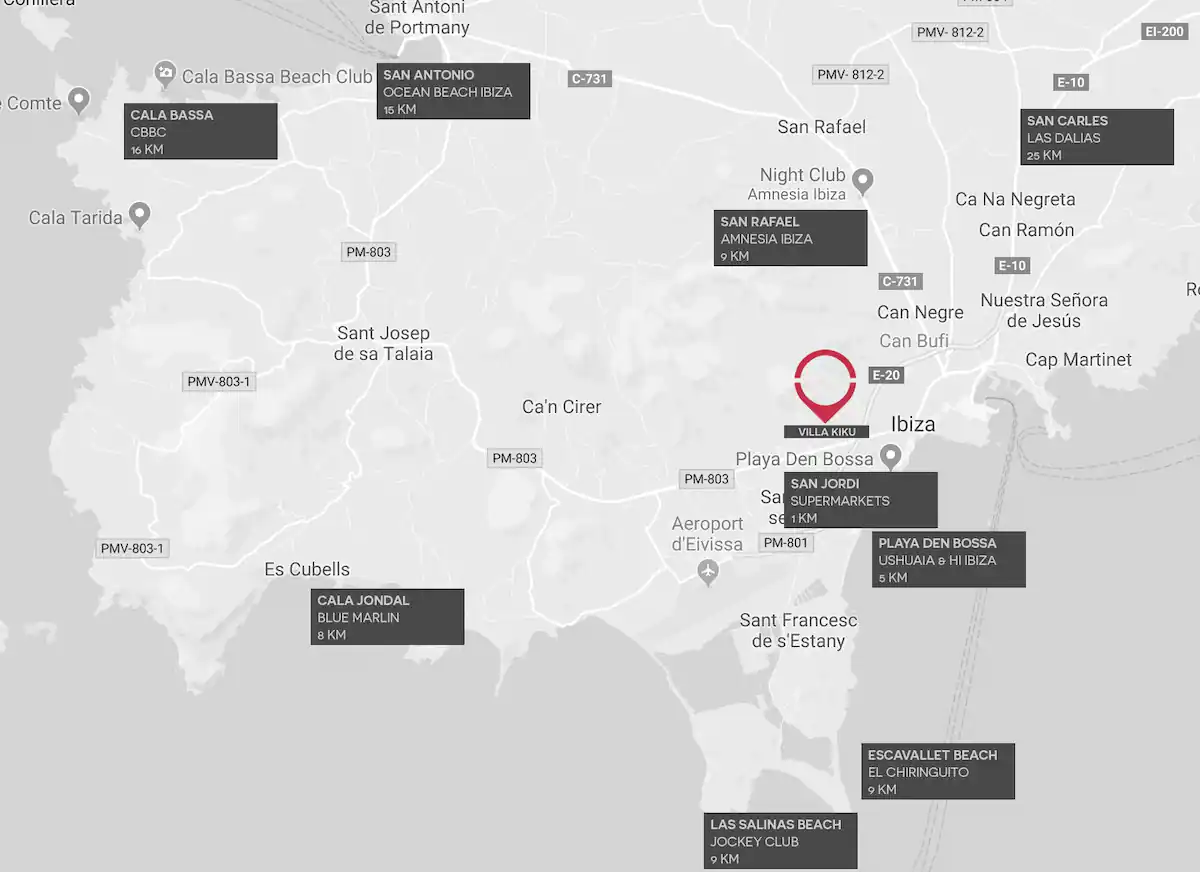 Sant Antoni
de Portmany
PMV- 812-2
EI-200
Cala Bassa Beach Club
SAN ANTONIO
OCEAN BEACH IBIZA
15 KM
C-731
PMV- 812-2
E-10
Comte
CALA BASSA
CBBC
16 KM
San Rafael
SAN CARLES
LAS DALIAS
25 KM
Night Club
Amnesia Ibiza
Ca Na Negreta
Cala Tarida
SAN RAFAEL
AMNESIA IBIZA
9 KM
Can Ramón
PM-803
E-10
C-731
Can Negre
Nuestra Señora
de Jesús
Sant Josep
de sa Talaia
Can Bufi
Cap Martinet
PMV-803-1
E-20
Ca'n Cirer
VILLA KIKU
Ibiza
PM-803
Playa Den Bossa
PM-803
SAN JORDI
SUPERMARKETS
1 KM
Aeroport
d'Eivissa
PM-801
PMV-803-1
PLAYA DEN BOSSA
USHUAIA & HI IBIZA
5 KM
Es Cubells
CALA JONDAL
BLUE MARLIN
8 KM
Sant Francesc
de s'Estany
ESCAVALLET BEACH
EL CHIRINGUITO
9 KM
LAS SALINAS BEACH
JOCKEY CLUB
9 KM